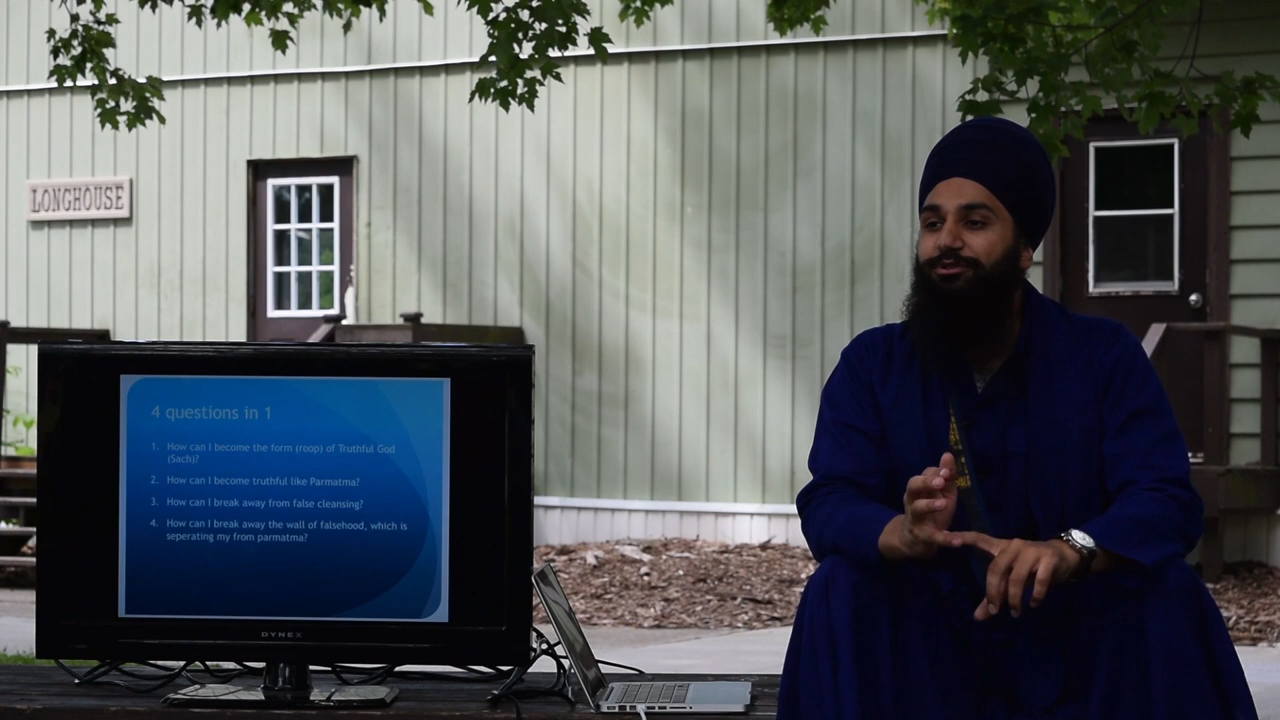 LONGHOUSE
4 questions in 1
1. How can I become the form (roop) of Truthful God
(Sach)?
2. How can I become truthful like Parmatma?
3. How can I break away from false cleansing?
4. How can I break away the wall of falsehood, which is
seperating my from parmatma?
DYNEX